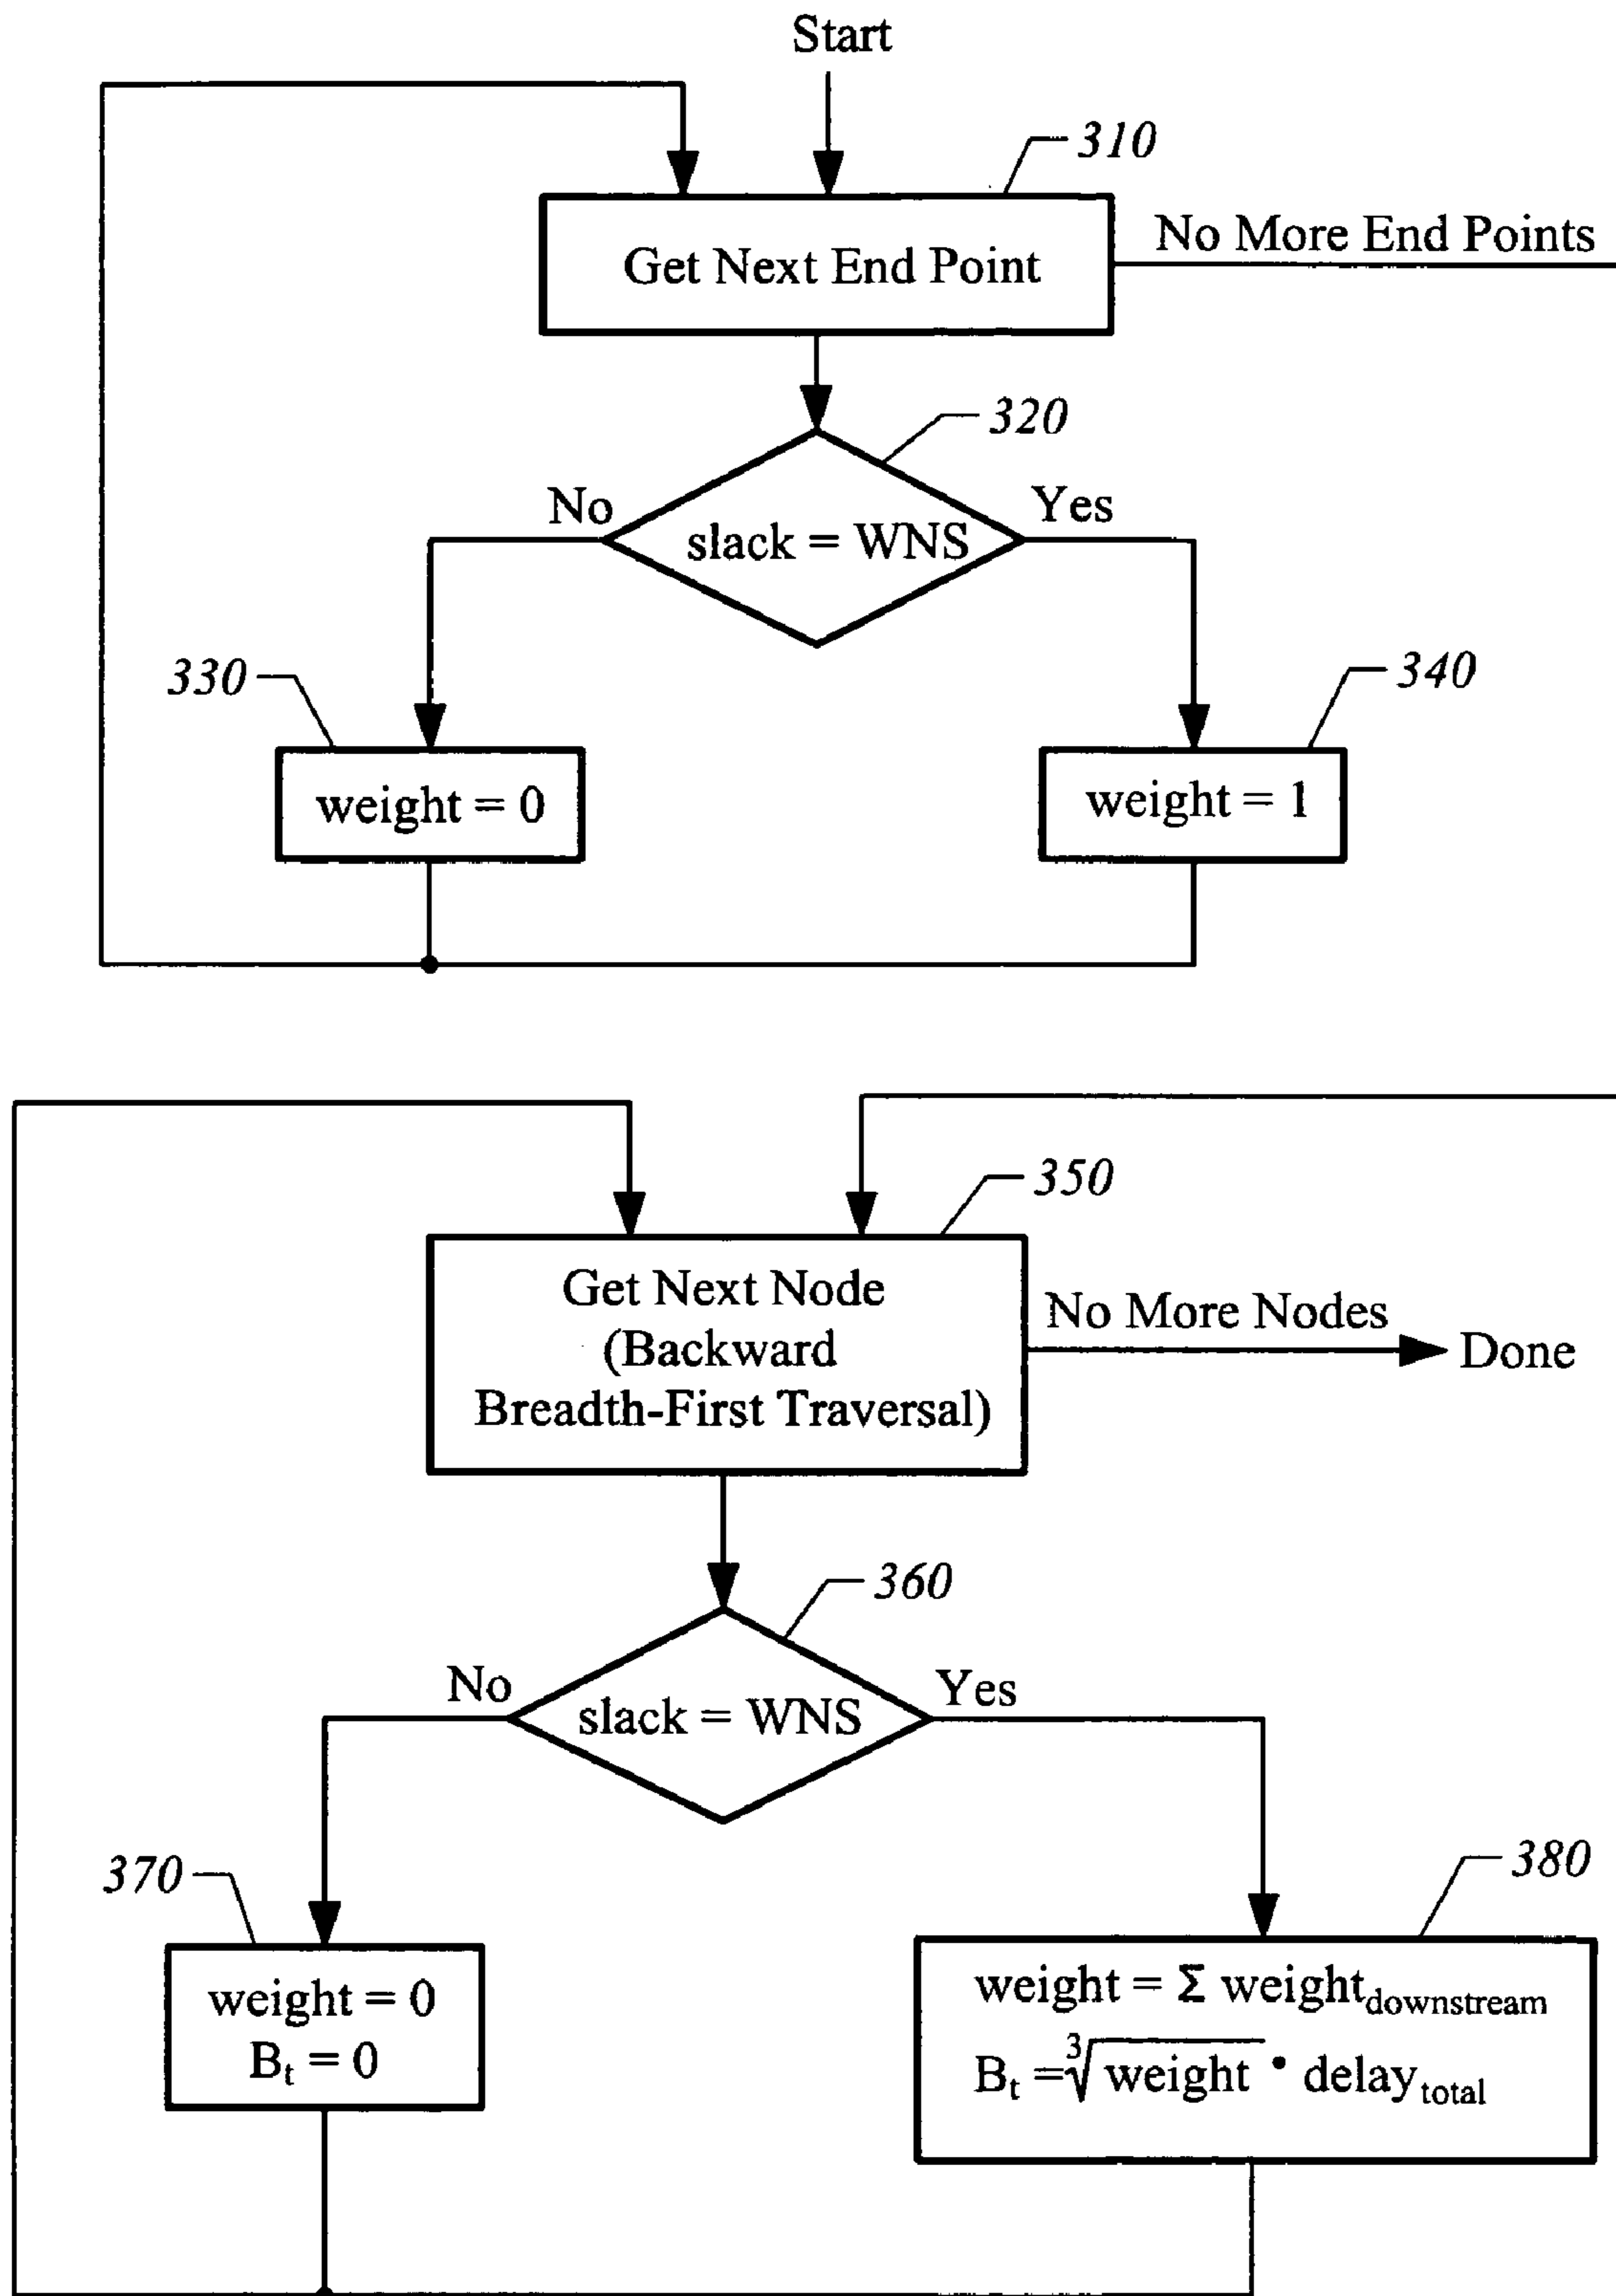 Start
310
Get Next End Point
No More End Points
320
No
slack = WNS
Yes
330
340
weight = 0
weight = 1
350
Get Next Node
(Backward
Breadth-First Traversal)
No More Nodes
Done
360
No
slack = WNS
Yes
370
380
weight = 0
Bₜ = 0
weight = Σ weight_downstream
Bₜ = ∛weight • delay_total